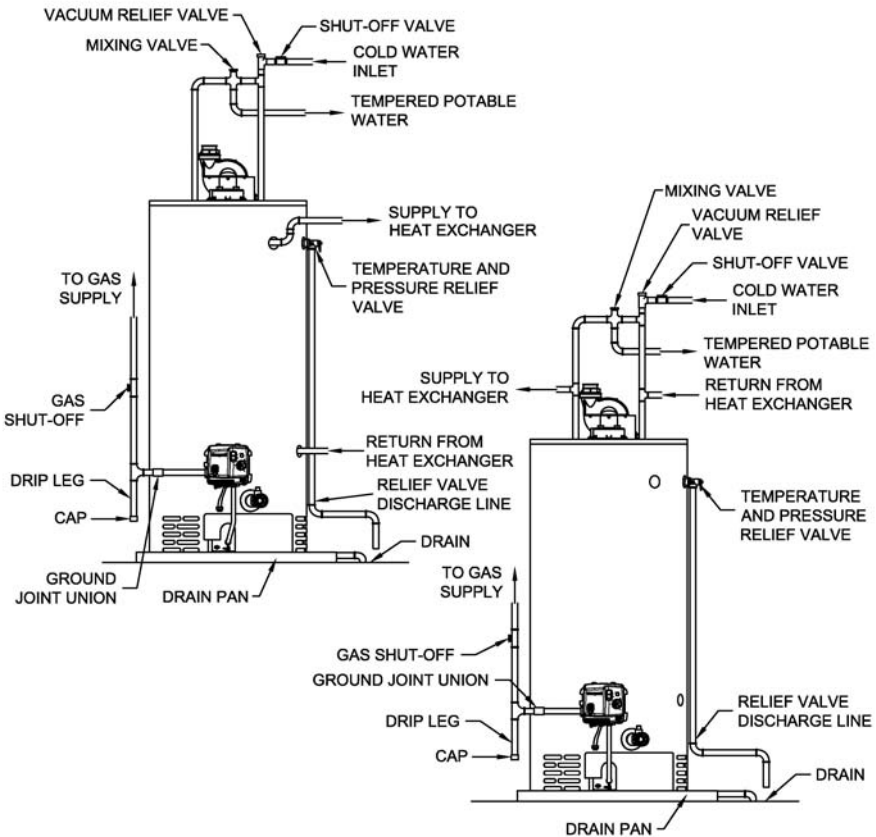 VACUUM RELIEF VALVE
SHUT-OFF VALVE
MIXING VALVE
COLD WATER
INLET
TEMPERED POTABLE
WATER
SUPPLY TO
HEAT EXCHANGER
TO GAS
SUPPLY
TEMPERATURE AND
PRESSURE RELIEF
VALVE
GAS
SHUT-OFF
RETURN FROM
HEAT EXCHANGER
DRIP LEG
RELIEF VALVE
DISCHARGE LINE
CAP
DRAIN
GROUND
JOINT UNION
DRAIN PAN
MIXING VALVE
VACUUM RELIEF
VALVE
SHUT-OFF VALVE
COLD WATER
INLET
TEMPERED POTABLE
WATER
SUPPLY TO
HEAT EXCHANGER
RETURN FROM
HEAT EXCHANGER
TEMPERATURE
AND PRESSURE
RELIEF VALVE
TO GAS
SUPPLY
GAS SHUT-OFF
GROUND JOINT UNION
DRIP LEG
RELIEF VALVE
DISCHARGE LINE
CAP
DRAIN
DRAIN PAN